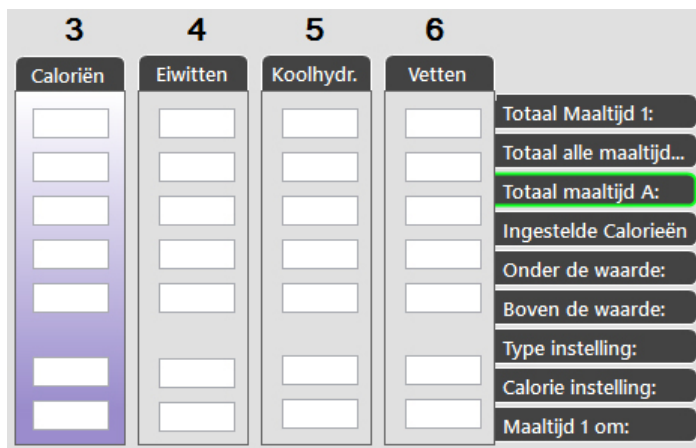 3 4 5 6
Caloriën Eiwitten Koolhydr. Vetten
Totaal Maaltijd 1:
Totaal alle maaltijd...
Totaal maaltijd A:
Ingestelde Calorieën
Onder de waarde:
Boven de waarde:
Type instelling:
Calorie instelling:
Maaltijd 1 om: